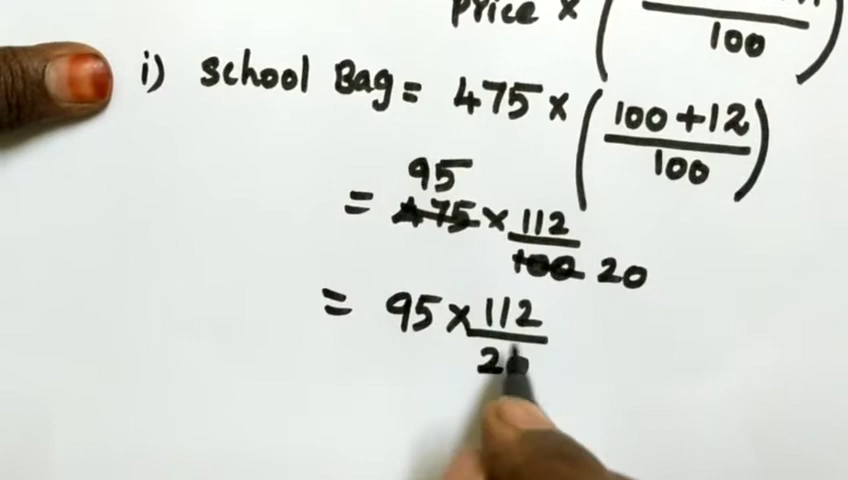 Price × (
100 )
i) School Bag = 475 × ( 100 + 12
100 )
95
= 475 × 112
100 20
= 95 × 112
20